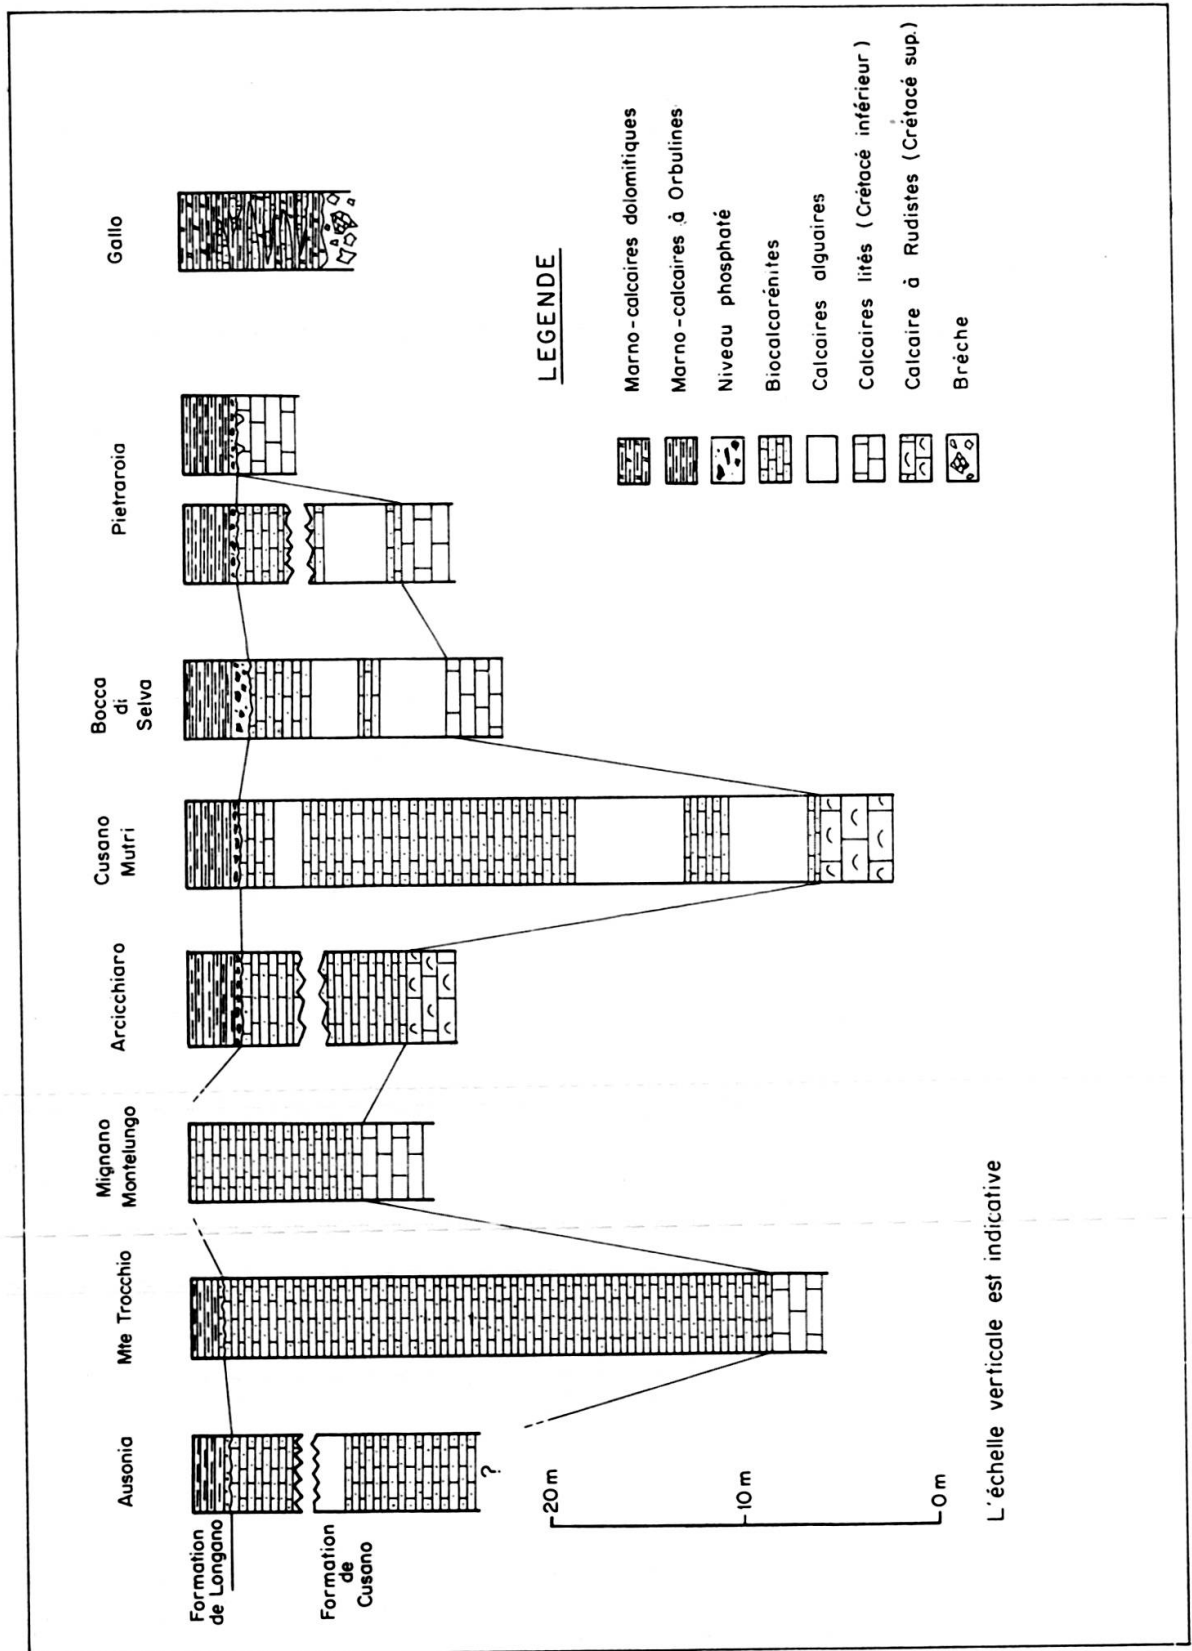 Ausonia
Mte Trocchio
Mignano
Montelungo
Arcicchiaro
Cusano
Mutri
Bocca
di
Selva
Pietraroia
Gallo
Formation
de Longano
Formation
de
Cusano
?
20 m
10 m
0 m
L'échelle verticale est indicative
LEGENDE
Marno-calcaires dolomitiques
Marno-calcaires à Orbulines
Niveau phosphaté
Biocalcarénites
Calcaires alguaires
Calcaires lités (Crétacé inférieur)
Calcaire à Rudistes (Crétacé sup.)
Brèche